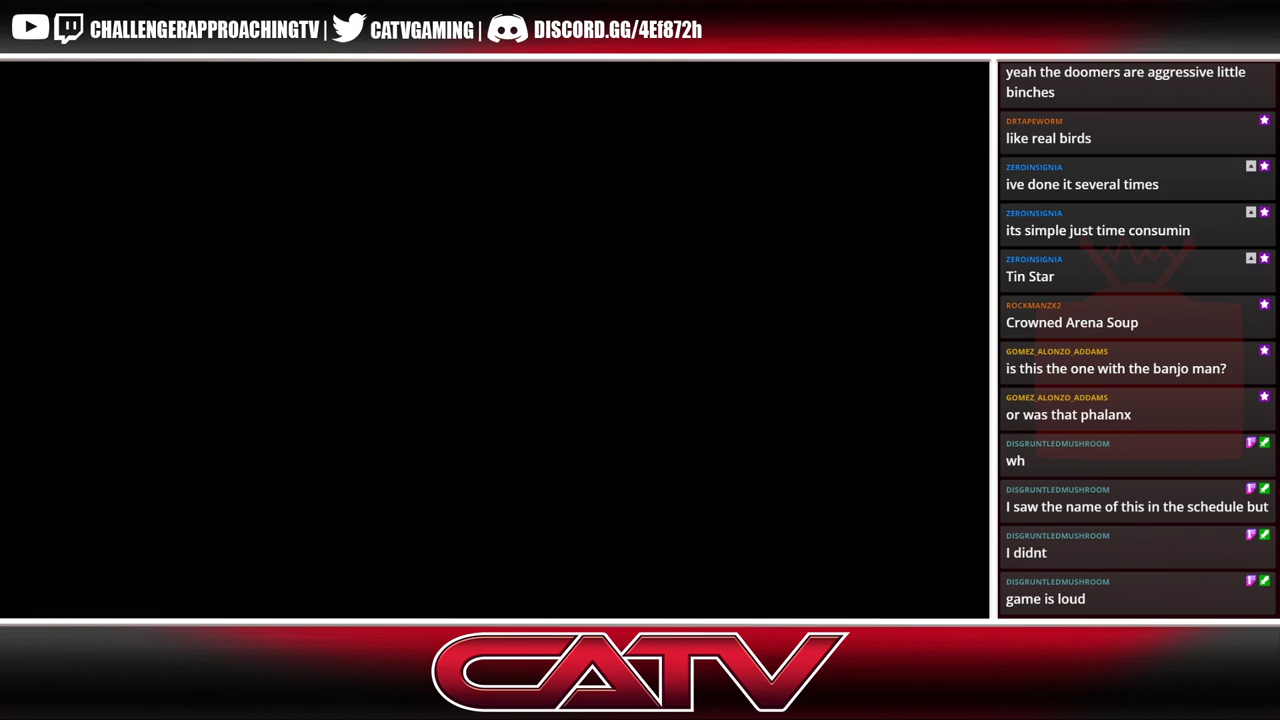 CHALLENGERAPPROACHINGTV | CATVGAMING | DISCORD.GG/4Ef872h
yeah the doomers are aggressive little
binches
DRTAPEWORM
like real birds
ZEROINSIGNIA
ive done it several times
ZEROINSIGNIA
its simple just time consumin
ZEROINSIGNIA
Tin Star
ROCKMANZX2
Crowned Arena Soup
GOMEZ_ALONZO_ADDAMS
is this the one with the banjo man?
GOMEZ_ALONZO_ADDAMS
or was that phalanx
DISGRUNTLEDMUSHROOM
wh
DISGRUNTLEDMUSHROOM
I saw the name of this in the schedule but
DISGRUNTLEDMUSHROOM
I didnt
DISGRUNTLEDMUSHROOM
game is loud
CATV